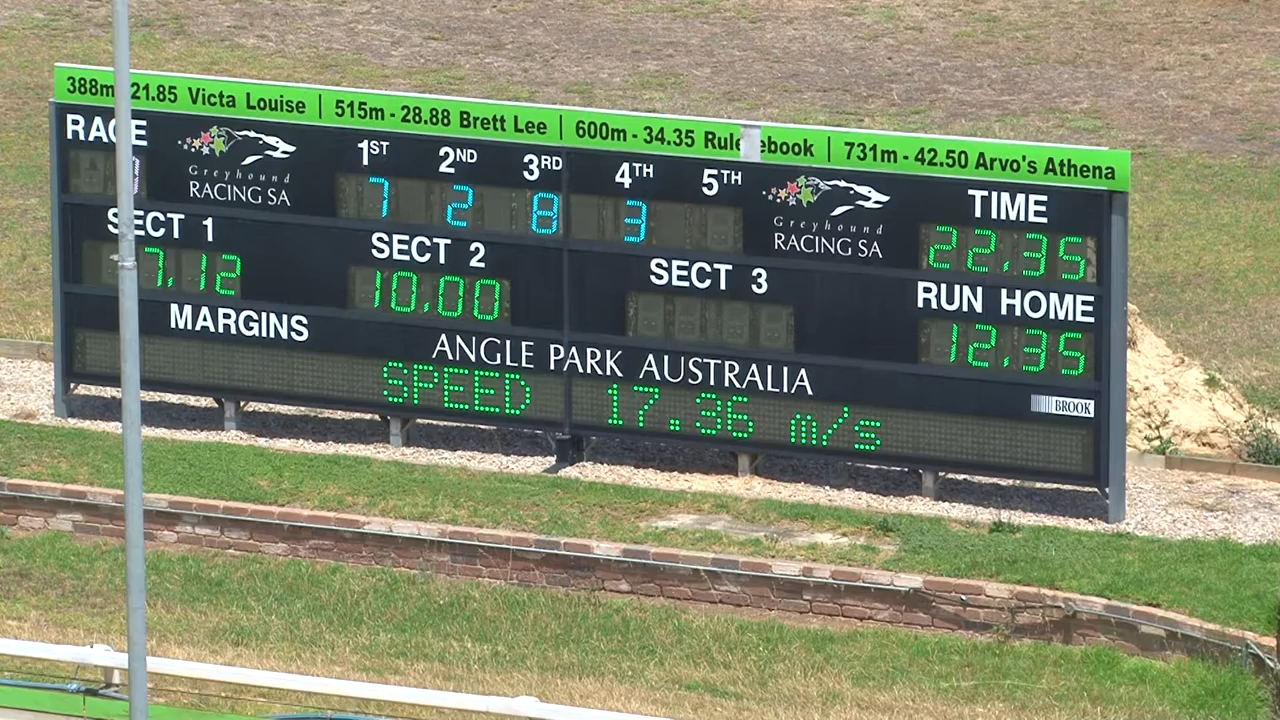 388m 21.85 Victa Louise | 515m - 28.88 Brett Lee | 600m - 34.35 Rule ebook | 731m - 42.50 Arvo's Athena
RACE 1ST 2ND 3RD 4TH 5TH TIME
Greyhound RACING SA
7 2 8 3
Greyhound RACING SA
22.35
SECT 1 SECT 2 SECT 3 RUN HOME
7.12 10.00 12.35
MARGINS ANGLE PARK AUSTRALIA
BROOK
SPEED 17.36 m/s